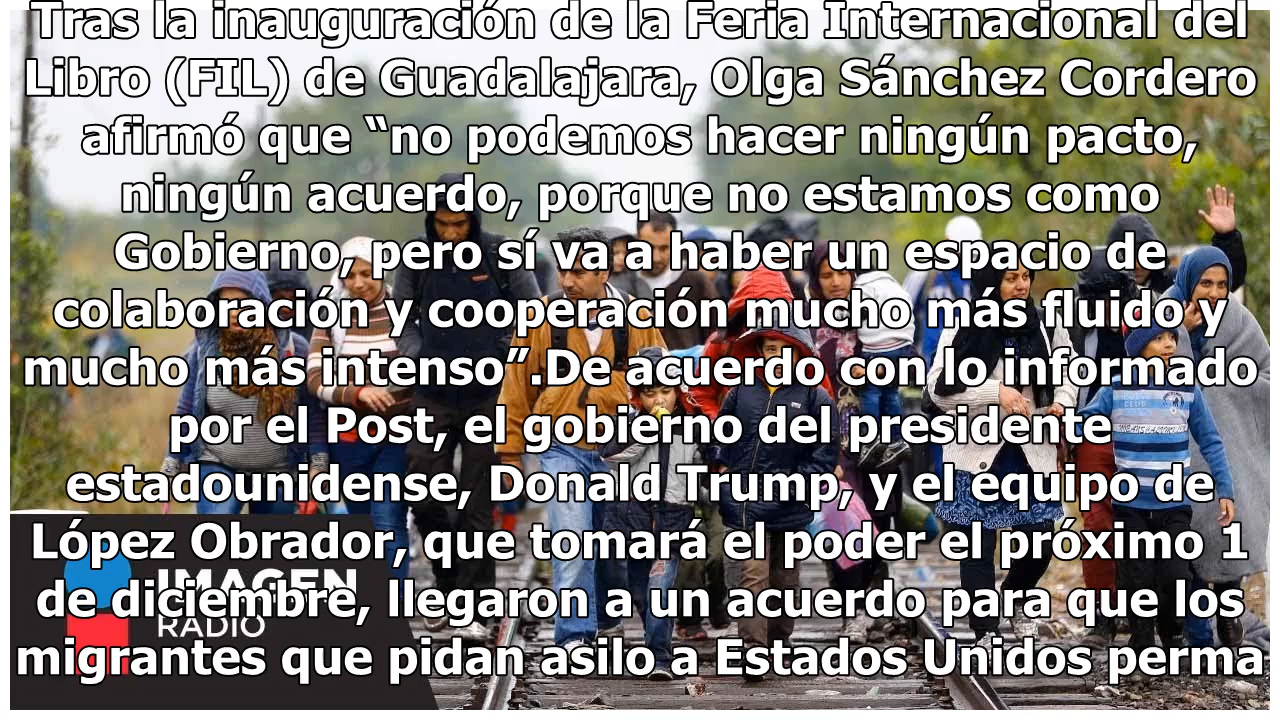 Tras la inauguración de la Feria Internacional del
Libro (FIL) de Guadalajara, Olga Sánchez Cordero
afirmó que “no podemos hacer ningún pacto,
ningún acuerdo, porque no estamos como
Gobierno, pero sí va a haber un espacio de
colaboración y cooperación mucho más fluido y
mucho más intenso”.De acuerdo con lo informado
por el Post, el gobierno del presidente
estadounidense, Donald Trump, y el equipo de
López Obrador, que tomará el poder el próximo 1
de diciembre, llegaron a un acuerdo para que los
migrantes que pidan asilo a Estados Unidos perma
IMAGEN
RADIO